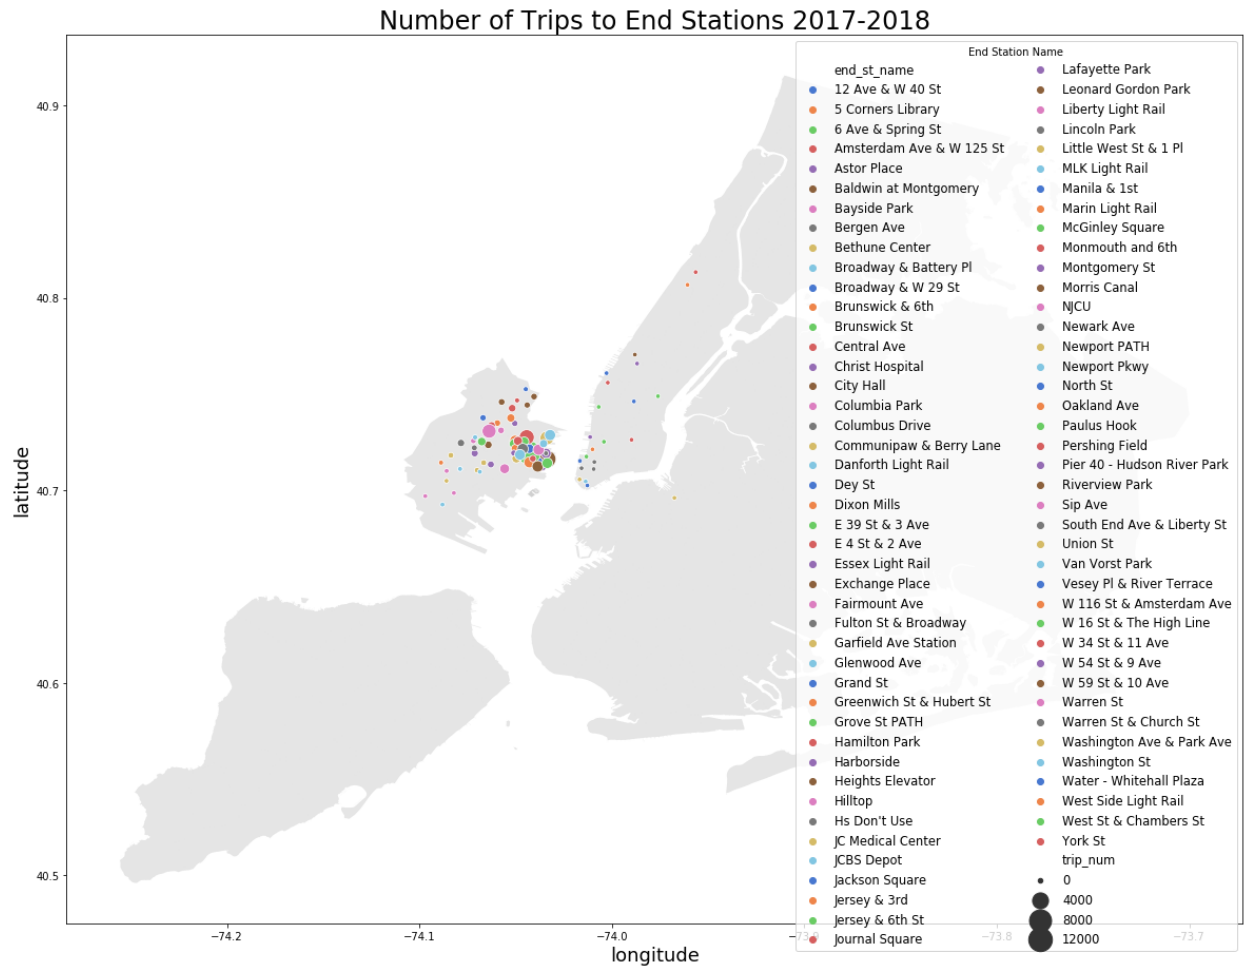 Number of Trips to End Stations 2017-2018
End Station Name
end_st_name
12 Ave & W 40 St
5 Corners Library
6 Ave & Spring St
Amsterdam Ave & W 125 St
Astor Place
Baldwin at Montgomery
Bayside Park
Bergen Ave
Bethune Center
Broadway & Battery Pl
Broadway & W 29 St
Brunswick & 6th
Brunswick St
Central Ave
Christ Hospital
City Hall
Columbia Park
Columbus Drive
Communipaw & Berry Lane
Danforth Light Rail
Dey St
Dixon Mills
E 39 St & 3 Ave
E 4 St & 2 Ave
Essex Light Rail
Exchange Place
Fairmount Ave
Fulton St & Broadway
Garfield Ave Station
Glenwood Ave
Grand St
Greenwich St & Hubert St
Grove St PATH
Hamilton Park
Harborside
Heights Elevator
Hilltop
Hs Don't Use
JC Medical Center
JCBS Depot
Jackson Square
Jersey & 3rd
Jersey & 6th St
Journal Square
Lafayette Park
Leonard Gordon Park
Liberty Light Rail
Lincoln Park
Little West St & 1 Pl
MLK Light Rail
Manila & 1st
Marin Light Rail
McGinley Square
Monmouth and 6th
Montgomery St
Morris Canal
NJCU
Newark Ave
Newport PATH
Newport Pkwy
North St
Oakland Ave
Paulus Hook
Pershing Field
Pier 40 - Hudson River Park
Riverview Park
Sip Ave
South End Ave & Liberty St
Union St
Van Vorst Park
Vesey Pl & River Terrace
W 116 St & Amsterdam Ave
W 16 St & The High Line
W 34 St & 11 Ave
W 54 St & 9 Ave
W 59 St & 10 Ave
Warren St
Warren St & Church St
Washington Ave & Park Ave
Washington St
Water - Whitehall Plaza
West Side Light Rail
West St & Chambers St
York St
trip_num
0
4000
8000
12000
latitude
40.9
40.8
40.7
40.6
40.5
−74.2
−74.1
−74.0
−73.9
−73.8
−73.7
longitude